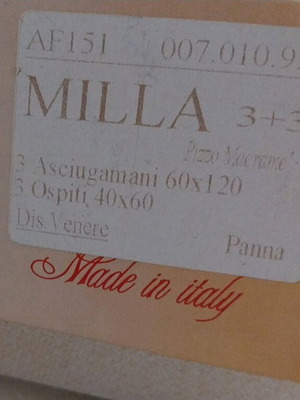 AF151 007.010.9
MILLA 3+3
Pizzo Macrame'
3 Asciugamani 60x120
3 Ospiti 40x60
Dis. Venere
Panna
Made in italy